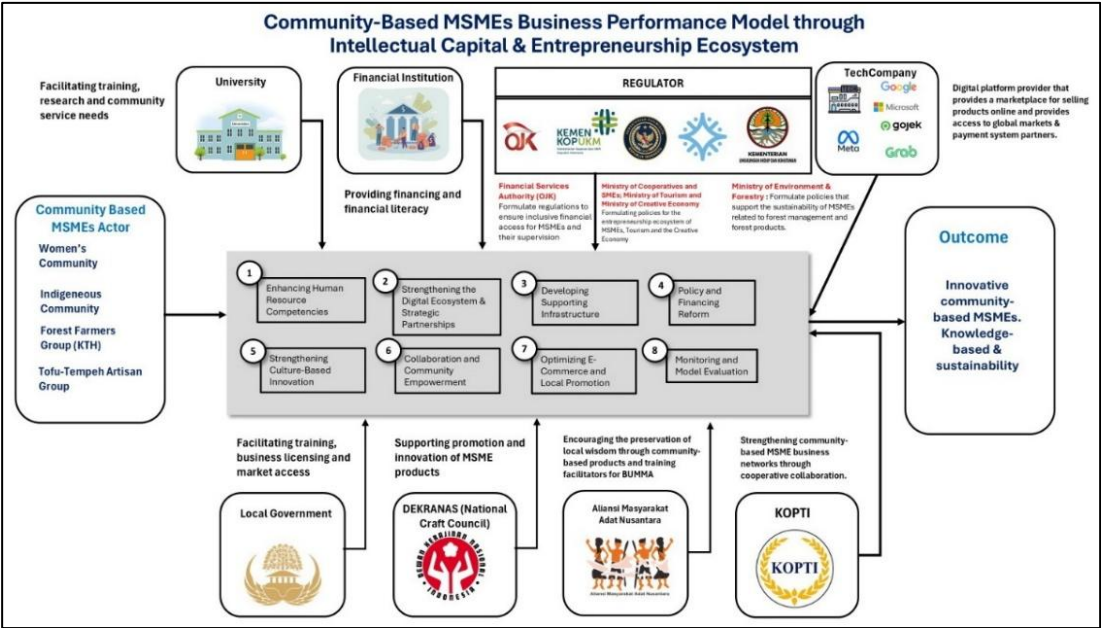 Community-Based MSMEs Business Performance Model through
Intellectual Capital & Entrepreneurship Ecosystem
Facilitating training,
research and community
service needs
University
Financial Institution
Providing financing and
financial literacy
REGULATOR
OJK
KEMEN
KOPUKM
KEMENTERIAN
LINGKUNGAN HIDUP DAN KEHUTANAN
Financial Services
Authority (OJK)
Formulate regulations to
ensure inclusive financial
access for MSMEs and
their supervision
Ministry of Cooperatives and
SMEs, Ministry of Tourism and
Ministry of Creative Economy
Formulating policies for the
entrepreneurship ecosystem of
MSMEs, Tourism and the Creative
Economy
Ministry of Environment &
Forestry : Formulate policies that
support the sustainability of MSMEs
related to forest management and
forest products.
TechCompany
Google
Microsoft
Meta
gojek
Grab
Digital platform provider that
provides a marketplace for selling
products online and provides
access to global markets &
payment system partners.
Community Based
MSMEs Actor
Women's
Community
Indigeneous
Community
Forest Farmers
Group (KTH)
Tofu-Tempeh Artisan
Group
1
Enhancing Human
Resource
Competencies
2
Strengthening the
Digital Ecosystem &
Strategic
Partnerships
3
Developing
Supporting
Infrastructure
4
Policy and
Financing
Reform
5
Strengthening
Culture-Based
Innovation
6
Collaboration and
Community
Empowerment
7
Optimizing E-
Commerce and
Local Promotion
8
Monitoring and
Model Evaluation
Outcome
Innovative
community-
based MSMEs.
Knowledge-
based &
sustainability
Facilitating training,
business licensing and
market access
Local Government
Supporting promotion and
innovation of MSME
products
DEKRANAS (National
Craft Council)
DEWAN KERAJINAN NASIONAL
INDONESIA
Encouraging the preservation of
local wisdom through community-
based products and training
facilitators for BUMMA
Aliansi Masyarakat
Adat Nusantara
Aliansi Masyarakat Adat Nusantara
Strengthening community-
based MSME business
networks through
cooperative collaboration.
KOPTI
KOPTI